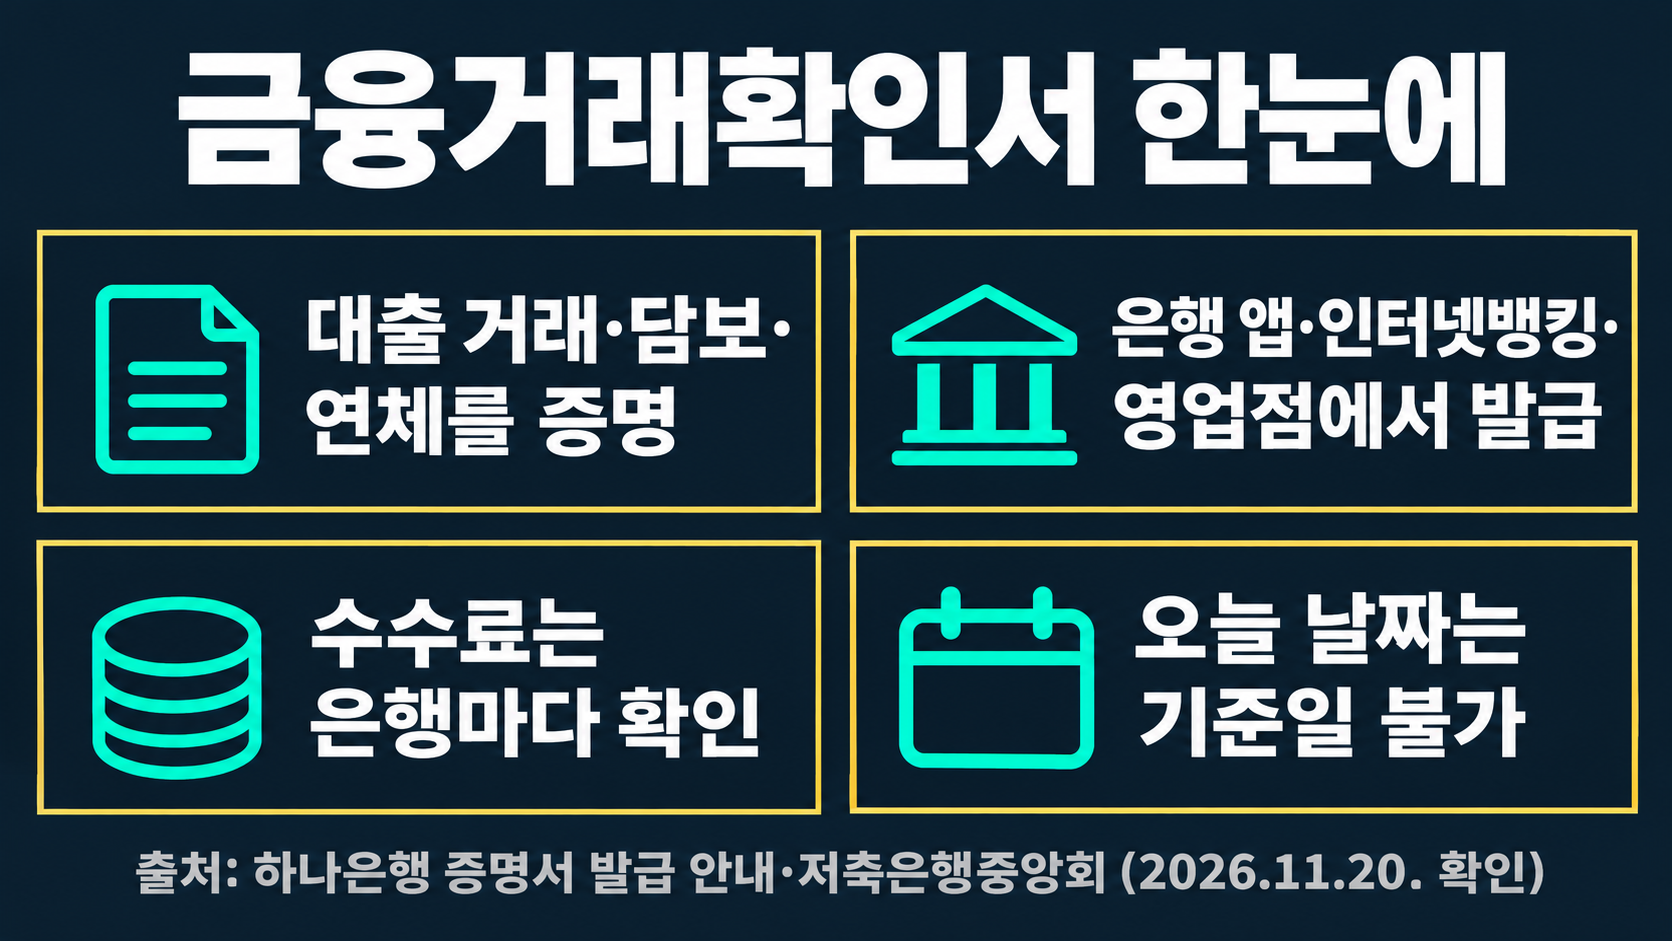 금융거래확인서 한눈에
대출 거래·담보·
연체를 증명
은행 앱·인터넷뱅킹·
영업점에서 발급
수수료는
은행마다 확인
오늘 날짜는
기준일 불가
출처: 하나은행 증명서 발급 안내·저축은행중앙회 (2026.11.20. 확인)